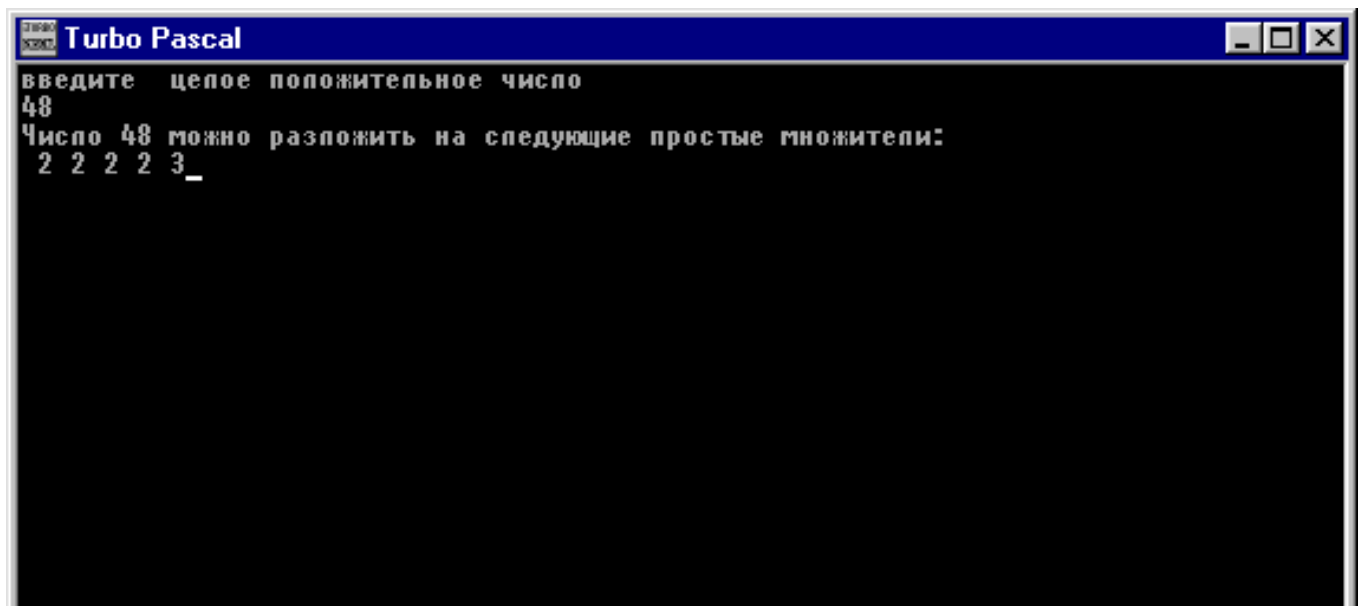 Turbo Pascal
введите  целое положительное число
48
Число 48 можно разложить на следующие простые множители:
 2 2 2 2 3_